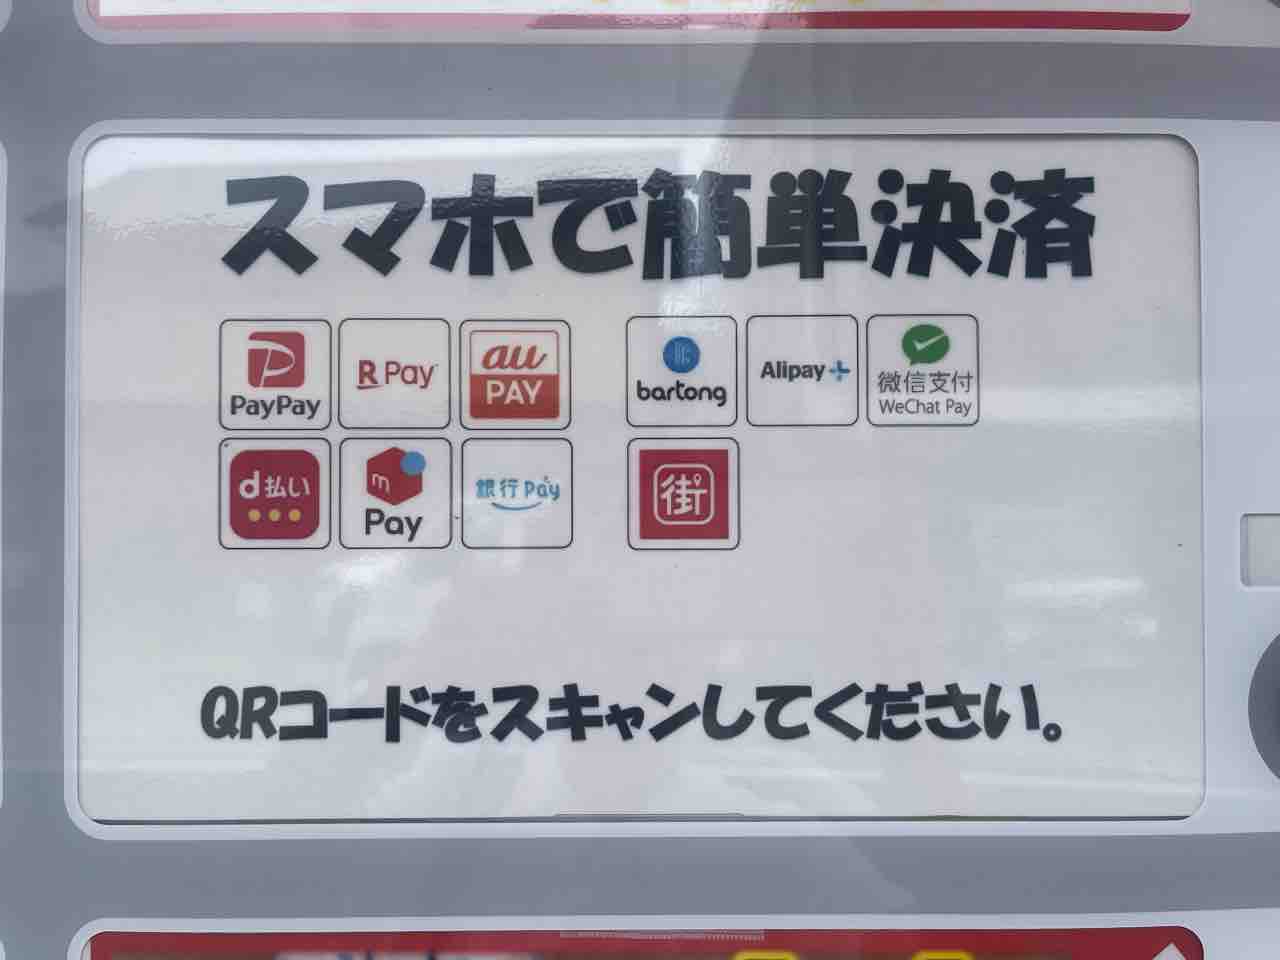 スマホで簡単決済
PayPay
R Pay
au PAY
bartong
Alipay+
微信支付
WeChat Pay
d払い
m Pay
銀行Pay
街
QRコードをスキャンしてください。